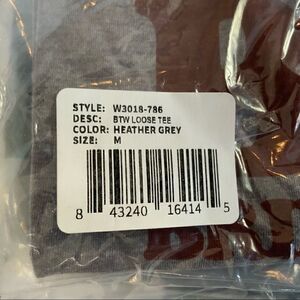 STYLE: W3018-786
DESC: BTW LOOSE TEE
COLOR: HEATHER GREY
SIZE: M
8 43240 16414 5